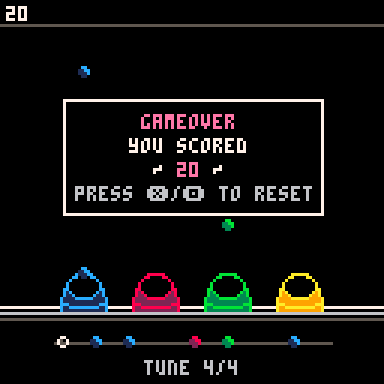 20
GAMEOVER
YOU SCORED
20
PRESS ❎/🅾️ TO RESET
TUNE 4/4